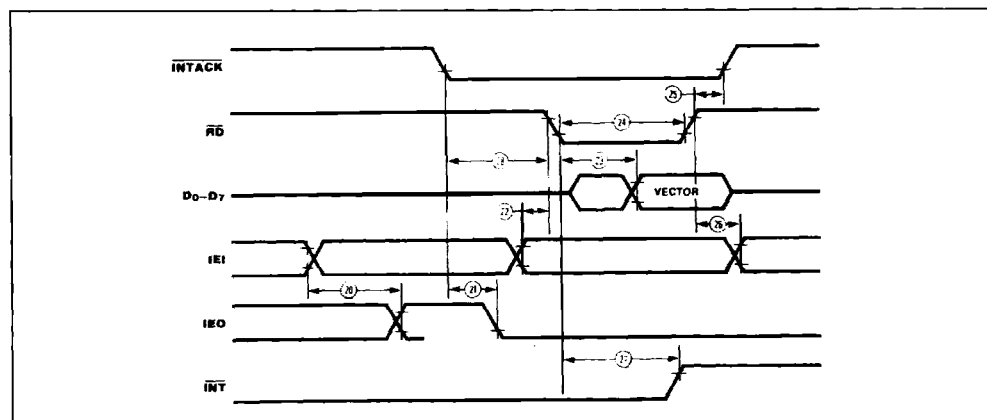 INTACK
25
RD
24
D0–D7
VECTOR
22
26
IEI
20
21
IEO
INT